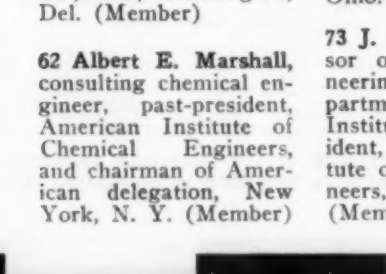 Del. (Member)
62 Albert E. Marshall,
consulting chemical en-
gineer, past-president,
American Institute of
Chemical Engineers,
and chairman of Amer-
ican delegation, New
York, N. Y. (Member)
73 J.
sor o
neerin
partm
Institu
ident,
tute o
neers,
(Mem